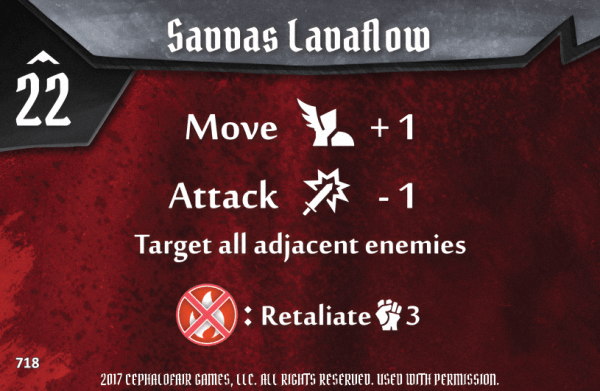 Savvas Lavaflow
22
Move + 1
Attack - 1
Target all adjacent enemies
: Retaliate 3
718
2017 CEPHALOFAIR GAMES, LLC. ALL RIGHTS RESERVED. USED WITH PERMISSION.